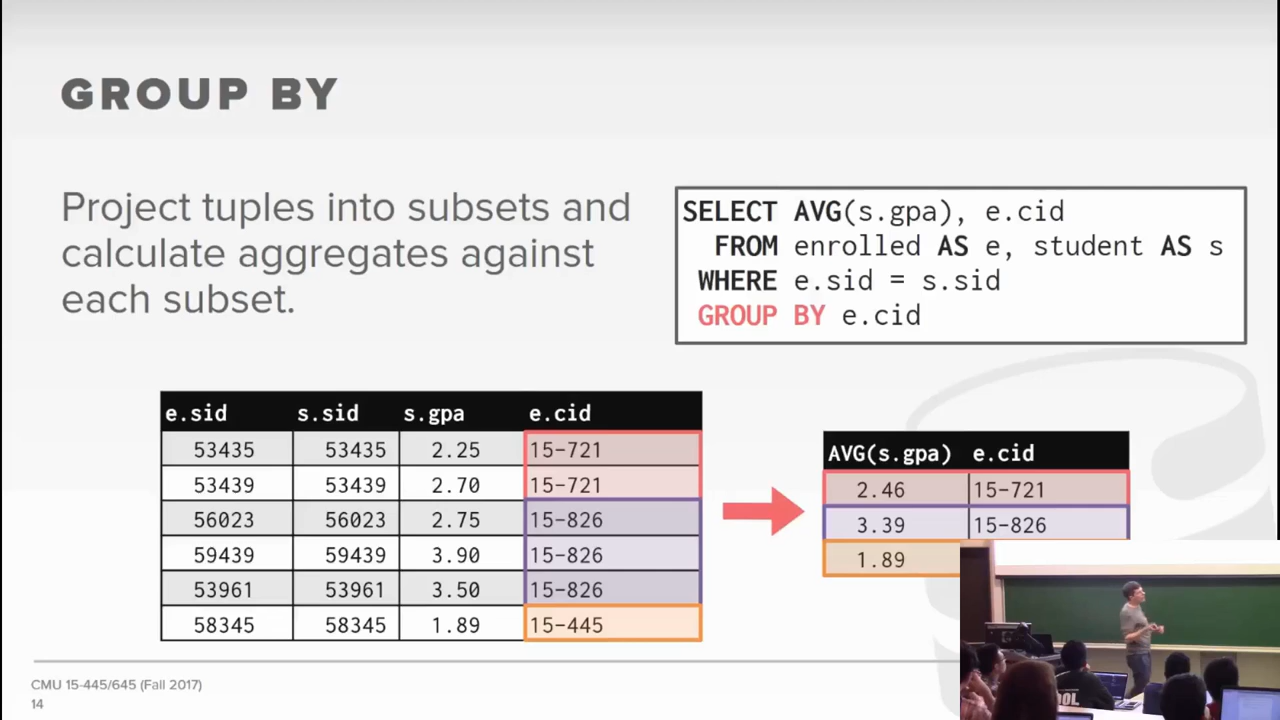 GROUP BY
Project tuples into subsets and
calculate aggregates against
each subset.
SELECT AVG(s.gpa), e.cid
FROM enrolled AS e, student AS s
WHERE e.sid = s.sid
GROUP BY e.cid
e.sid s.sid s.gpa e.cid
53435 53435 2.25 15-721
53439 53439 2.70 15-721
56023 56023 2.75 15-826
59439 59439 3.90 15-826
53961 53961 3.50 15-826
58345 58345 1.89 15-445
AVG(s.gpa) e.cid
2.46 15-721
3.39 15-826
1.89
CMU 15-445/645 (Fall 2017)
14